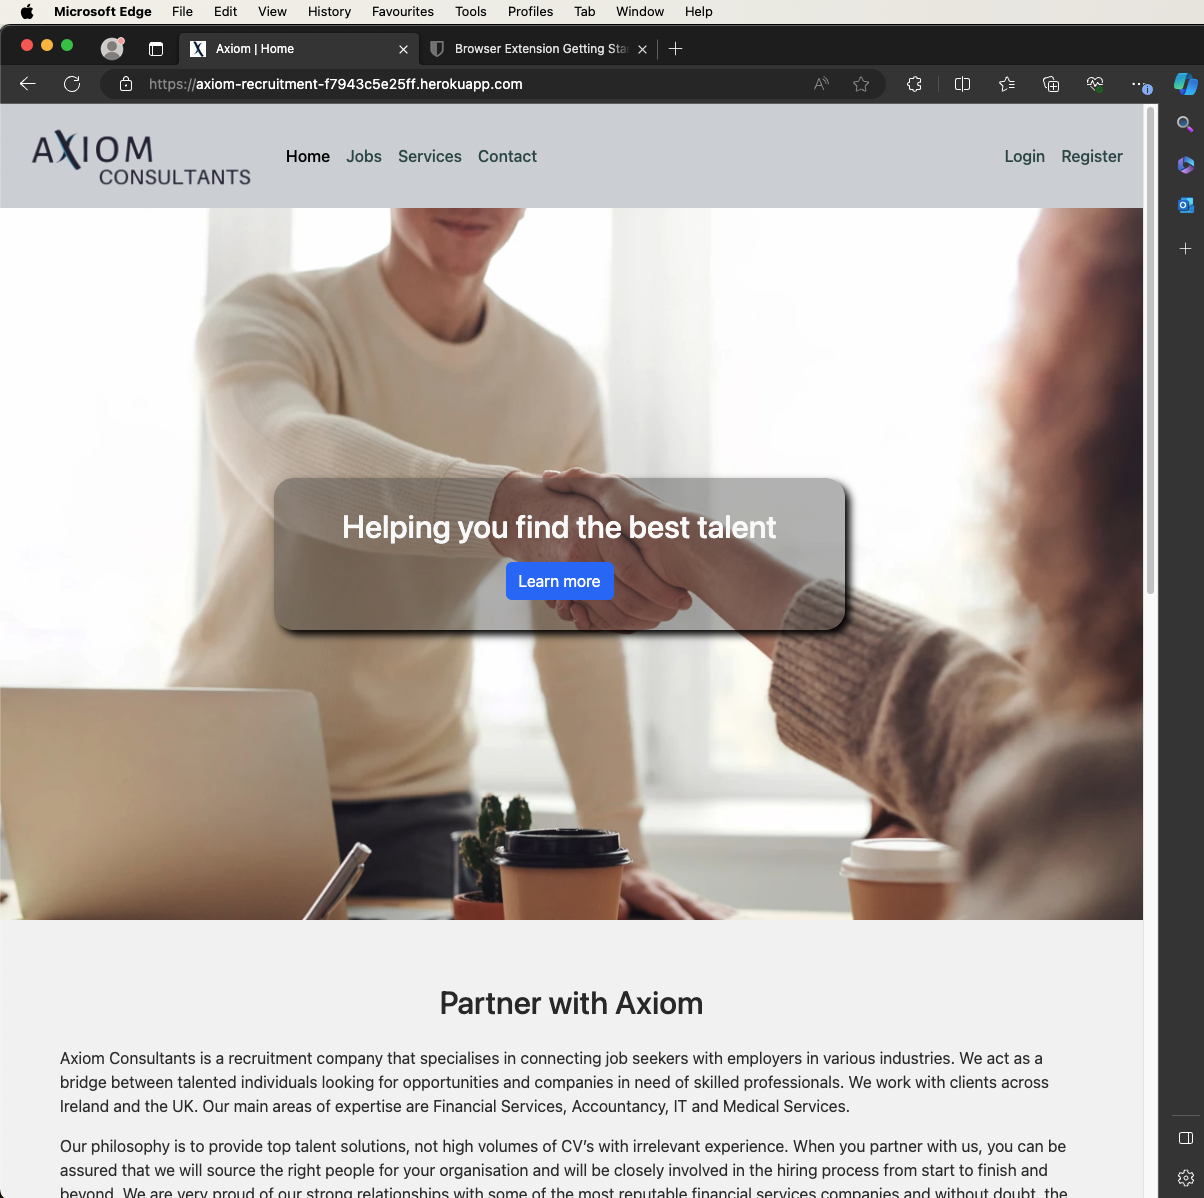 Microsoft Edge File Edit View History Favourites Tools Profiles Tab Window Help
Axiom | Home Browser Extension Getting Sta
https://axiom-recruitment-f7943c5e25ff.herokuapp.com
AXIOM
CONSULTANTS
Home Jobs Services Contact Login Register
Helping you find the best talent
Learn more
Partner with Axiom
Axiom Consultants is a recruitment company that specialises in connecting job seekers with employers in various industries. We act as a
bridge between talented individuals looking for opportunities and companies in need of skilled professionals. We work with clients across
Ireland and the UK. Our main areas of expertise are Financial Services, Accountancy, IT and Medical Services.
Our philosophy is to provide top talent solutions, not high volumes of CV’s with irrelevant experience. When you partner with us, you can be
assured that we will source the right people for your organisation and will be closely involved in the hiring process from start to finish and
beyond. We are very proud of our strong relationships with some of the most reputable financial services companies and without doubt, the